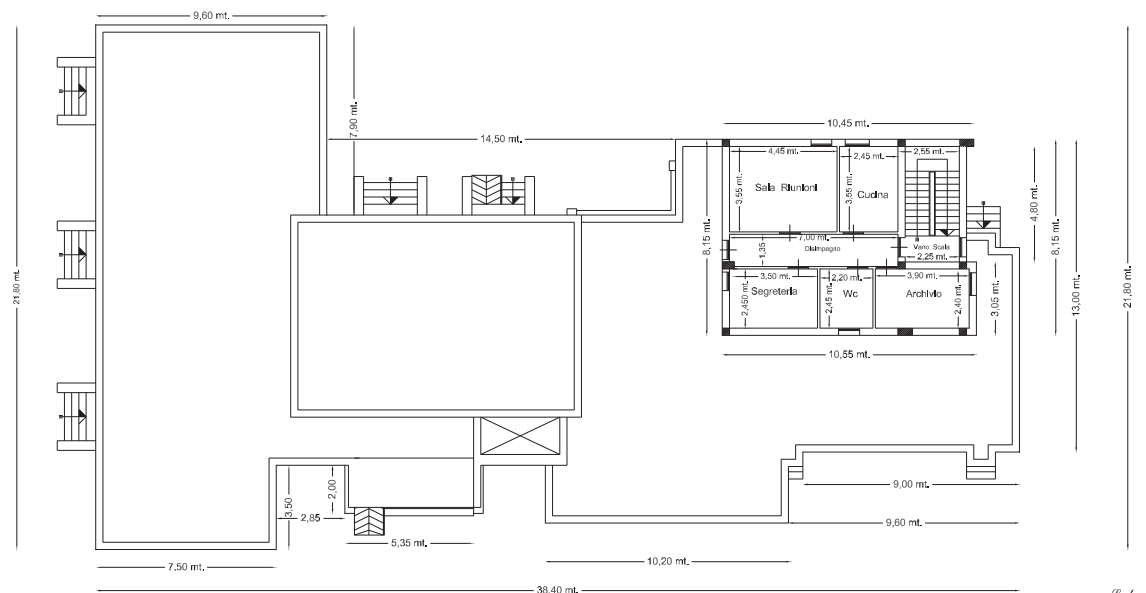 9,60 mt.
21,80 mt.
7,90 mt.
14,50 mt.
10,45 mt.
4,45 mt.
2,45 mt.
2,55 mt.
3,55 mt.
Sala Riunioni
3,55 mt.
Cucina
4,80 mt.
8,15 mt.
8,15 mt.
13,00 mt.
21,80 mt.
7,00 mt.
1,35
Disimpegno
Vano Scala
2,25 mt.
3,50 mt.
2,20 mt.
3,90 mt.
Segreteria
2,450 mt.
2,45 mt.
Wc
Archivio
2,40 mt.
3,05 mt.
10,55 mt.
3,50
2,85
2,00
9,00 mt.
9,60 mt.
5,35 mt.
7,50 mt.
10,20 mt.
38,40 mt.